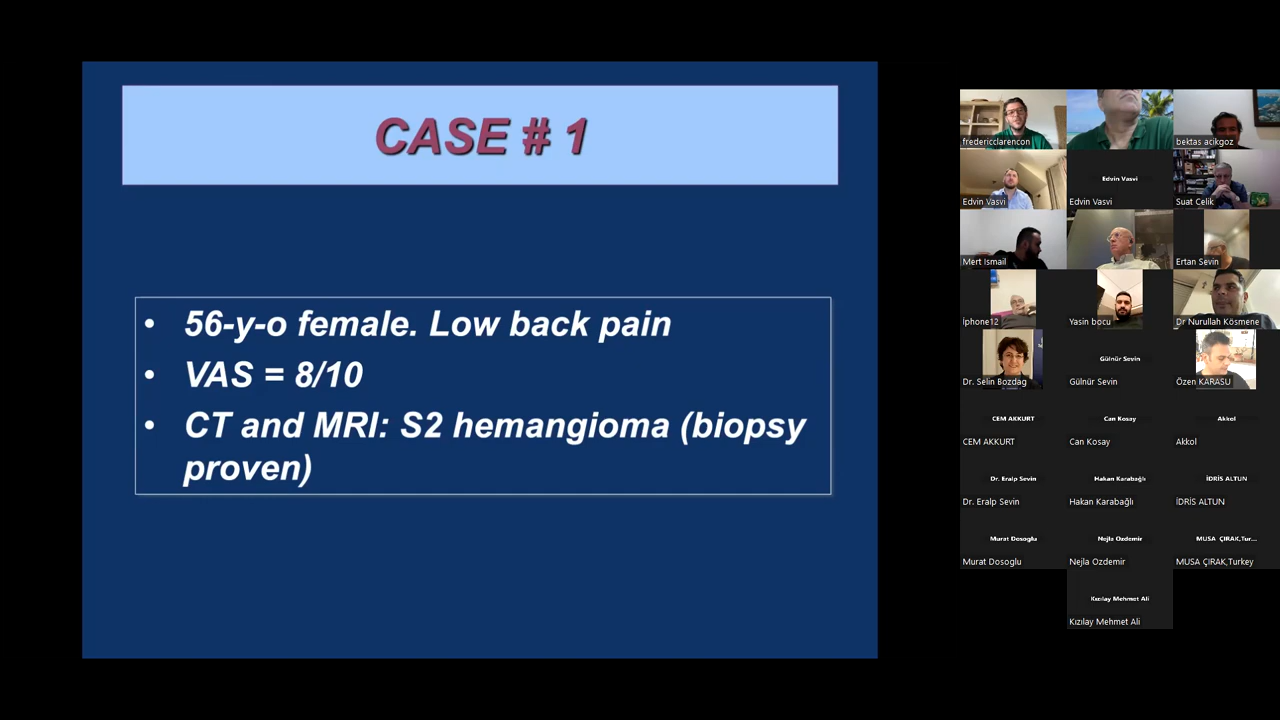 CASE # 1
• 56-y-o female. Low back pain
• VAS = 8/10
• CT and MRI: S2 hemangioma (biopsy
proven)
fredericclarencon
bektas acikgoz
Edvin Vasvi
Edvin Vasvi
Edvin Vasvi
Suat Celik
Mert Ismail
Ertan Sevin
İphone12
Yasin bocu
Dr Nurullah Kösmene
Dr. Selin Bozdag
Gülnür Sevin
Gülnür Sevin
Özen KARASU
CEM AKKURT
CEM AKKURT
Can Kosay
Can Kosay
Akkol
Akkol
Dr. Eralp Sevin
Dr. Eralp Sevin
Hakan Karabağlı
Hakan Karabağlı
İDRİS ALTUN
İDRİS ALTUN
Murat Dosoglu
Murat Dosoglu
Nejla Ozdemir
Nejla Ozdemir
MUSA ÇIRAK,Tur...
MUSA ÇIRAK,Turkey
Kızılay Mehmet Ali
Kızılay Mehmet Ali